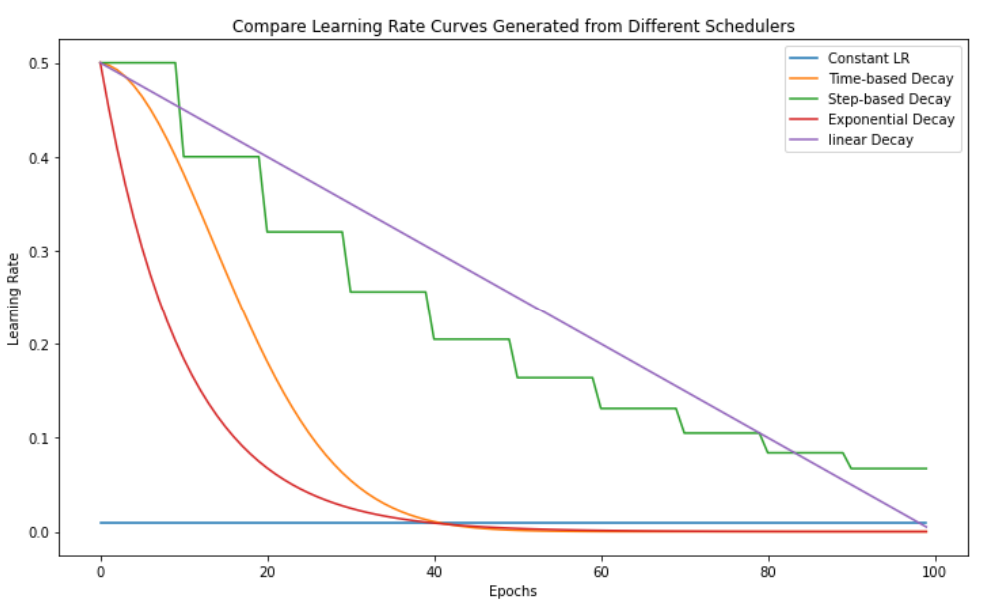 Compare Learning Rate Curves Generated from Different Schedulers
Constant LR
Time-based Decay
Step-based Decay
Exponential Decay
linear Decay
Learning Rate
0.5
0.4
0.3
0.2
0.1
0.0
0
20
40
60
80
100
Epochs